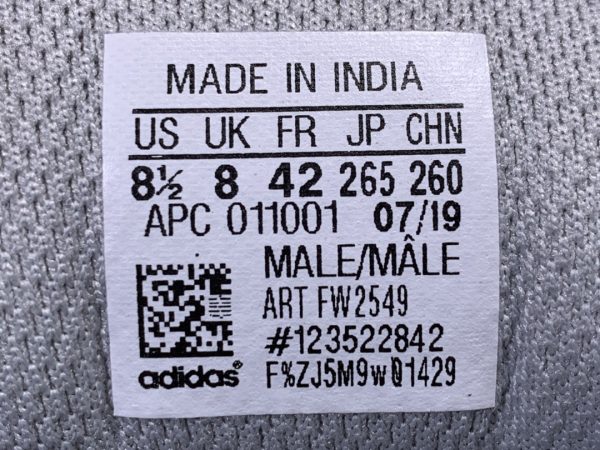 MADE IN INDIA
US UK FR JP CHN
8½ 8 42 265 260
APC 011001 07/19
MALE/MÂLE
ART FW2549
#123522842
adidas® F%ZJ5M9w01429